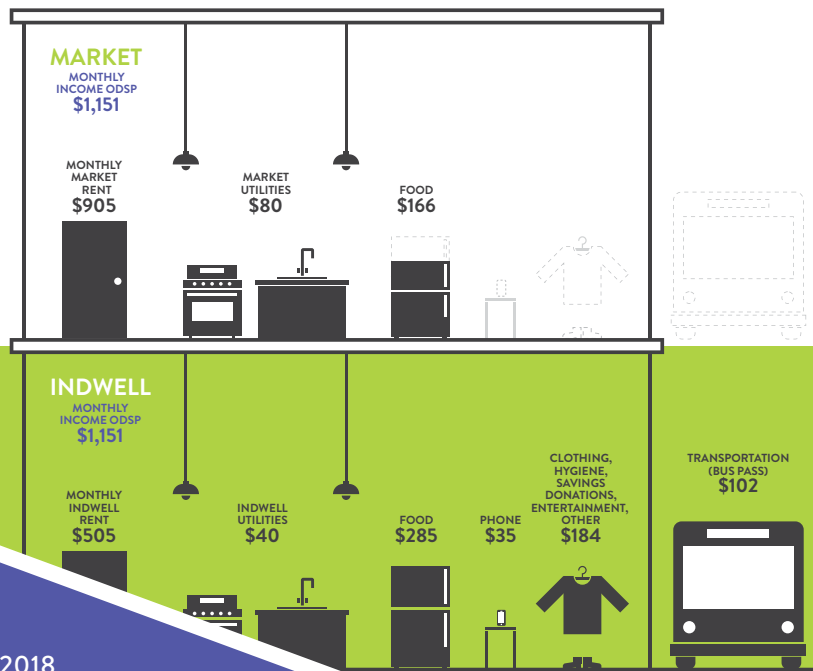 MARKET
MONTHLY
INCOME ODSP
$1,151
MONTHLY
MARKET
RENT
$905
MARKET
UTILITIES
$80
FOOD
$166
INDWELL
MONTHLY
INCOME ODSP
$1,151
MONTHLY
INDWELL
RENT
$505
INDWELL
UTILITIES
$40
FOOD
$285
PHONE
$35
CLOTHING,
HYGIENE,
SAVINGS
DONATIONS,
ENTERTAINMENT,
OTHER
$184
TRANSPORTATION
(BUS PASS)
$102
2018